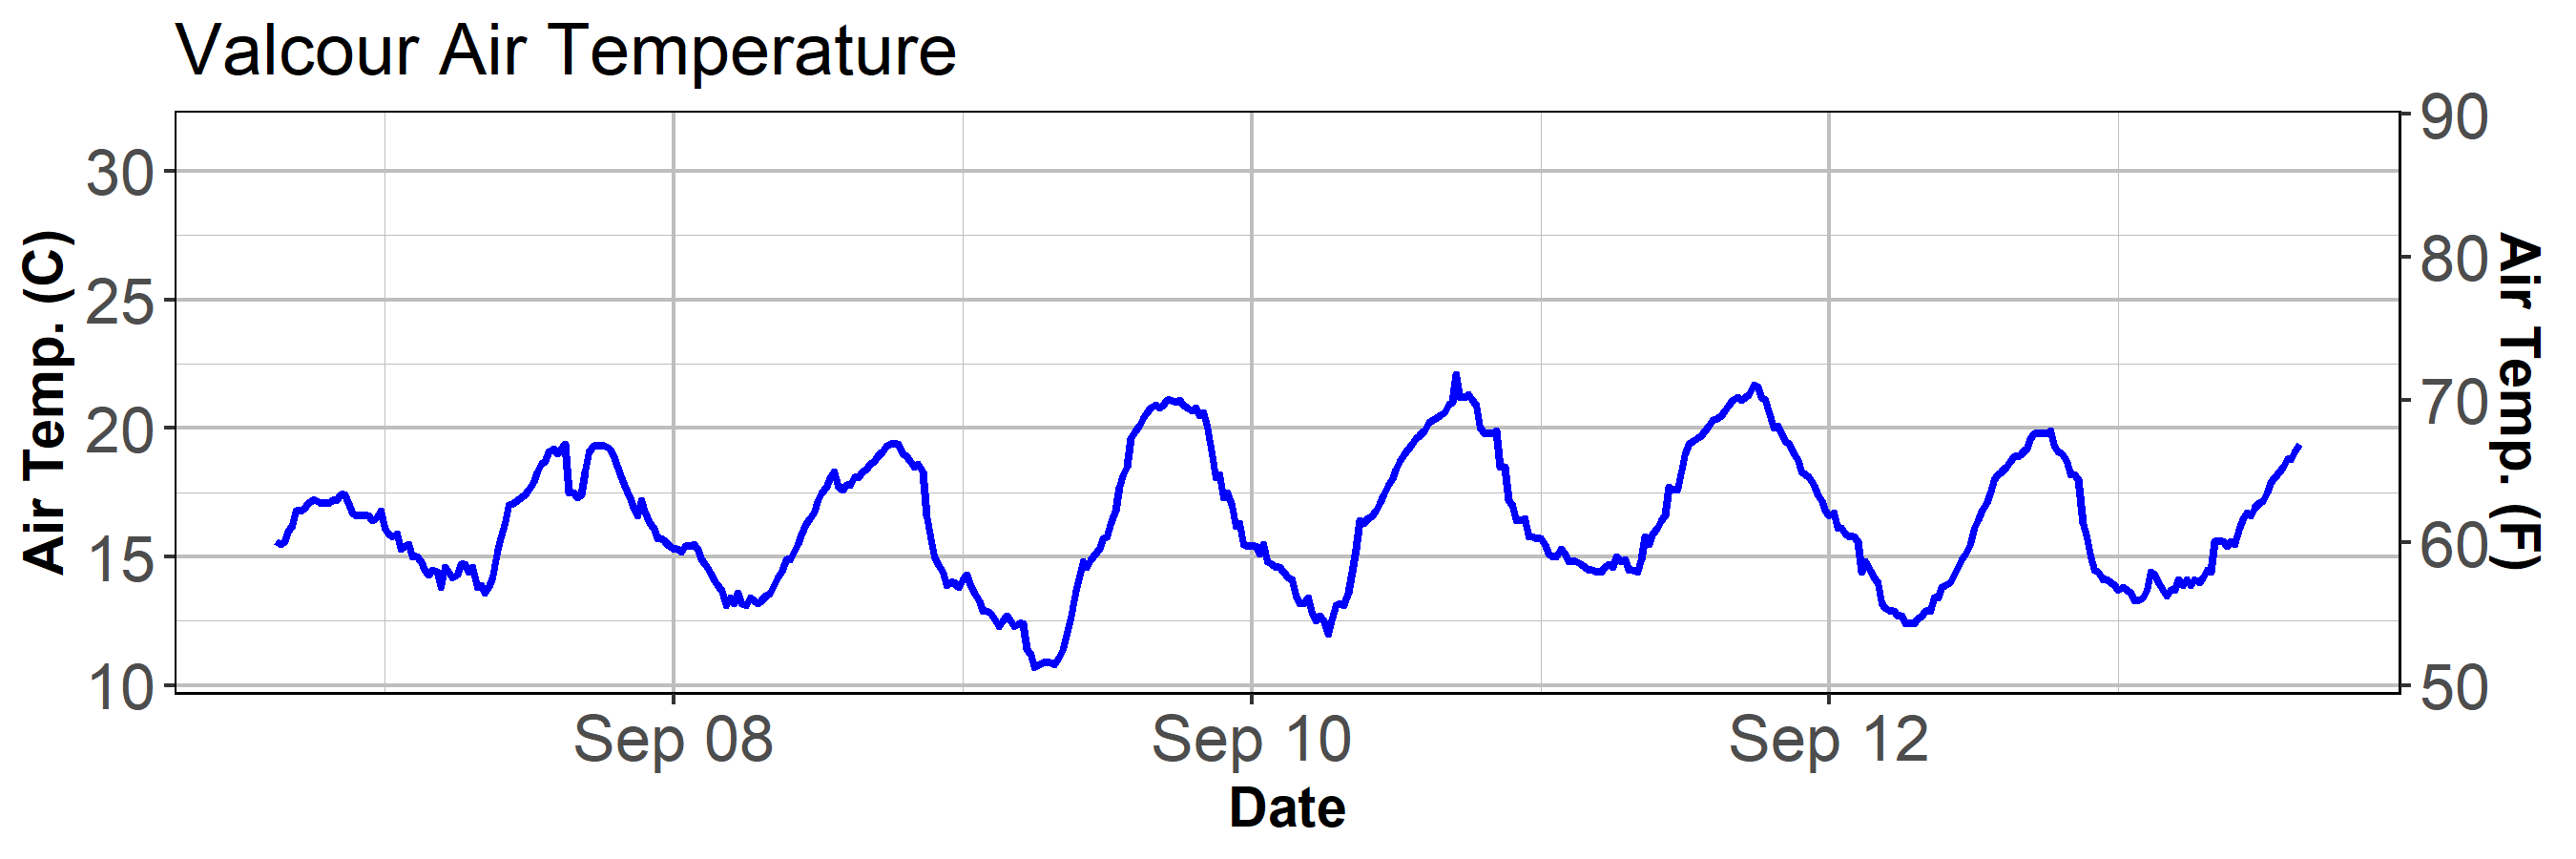 Valcour Air Temperature
Air Temp. (C)
30
25
20
15
10
90
80
70
60
50
Air Temp. (F)
Sep 08
Sep 10
Sep 12
Date